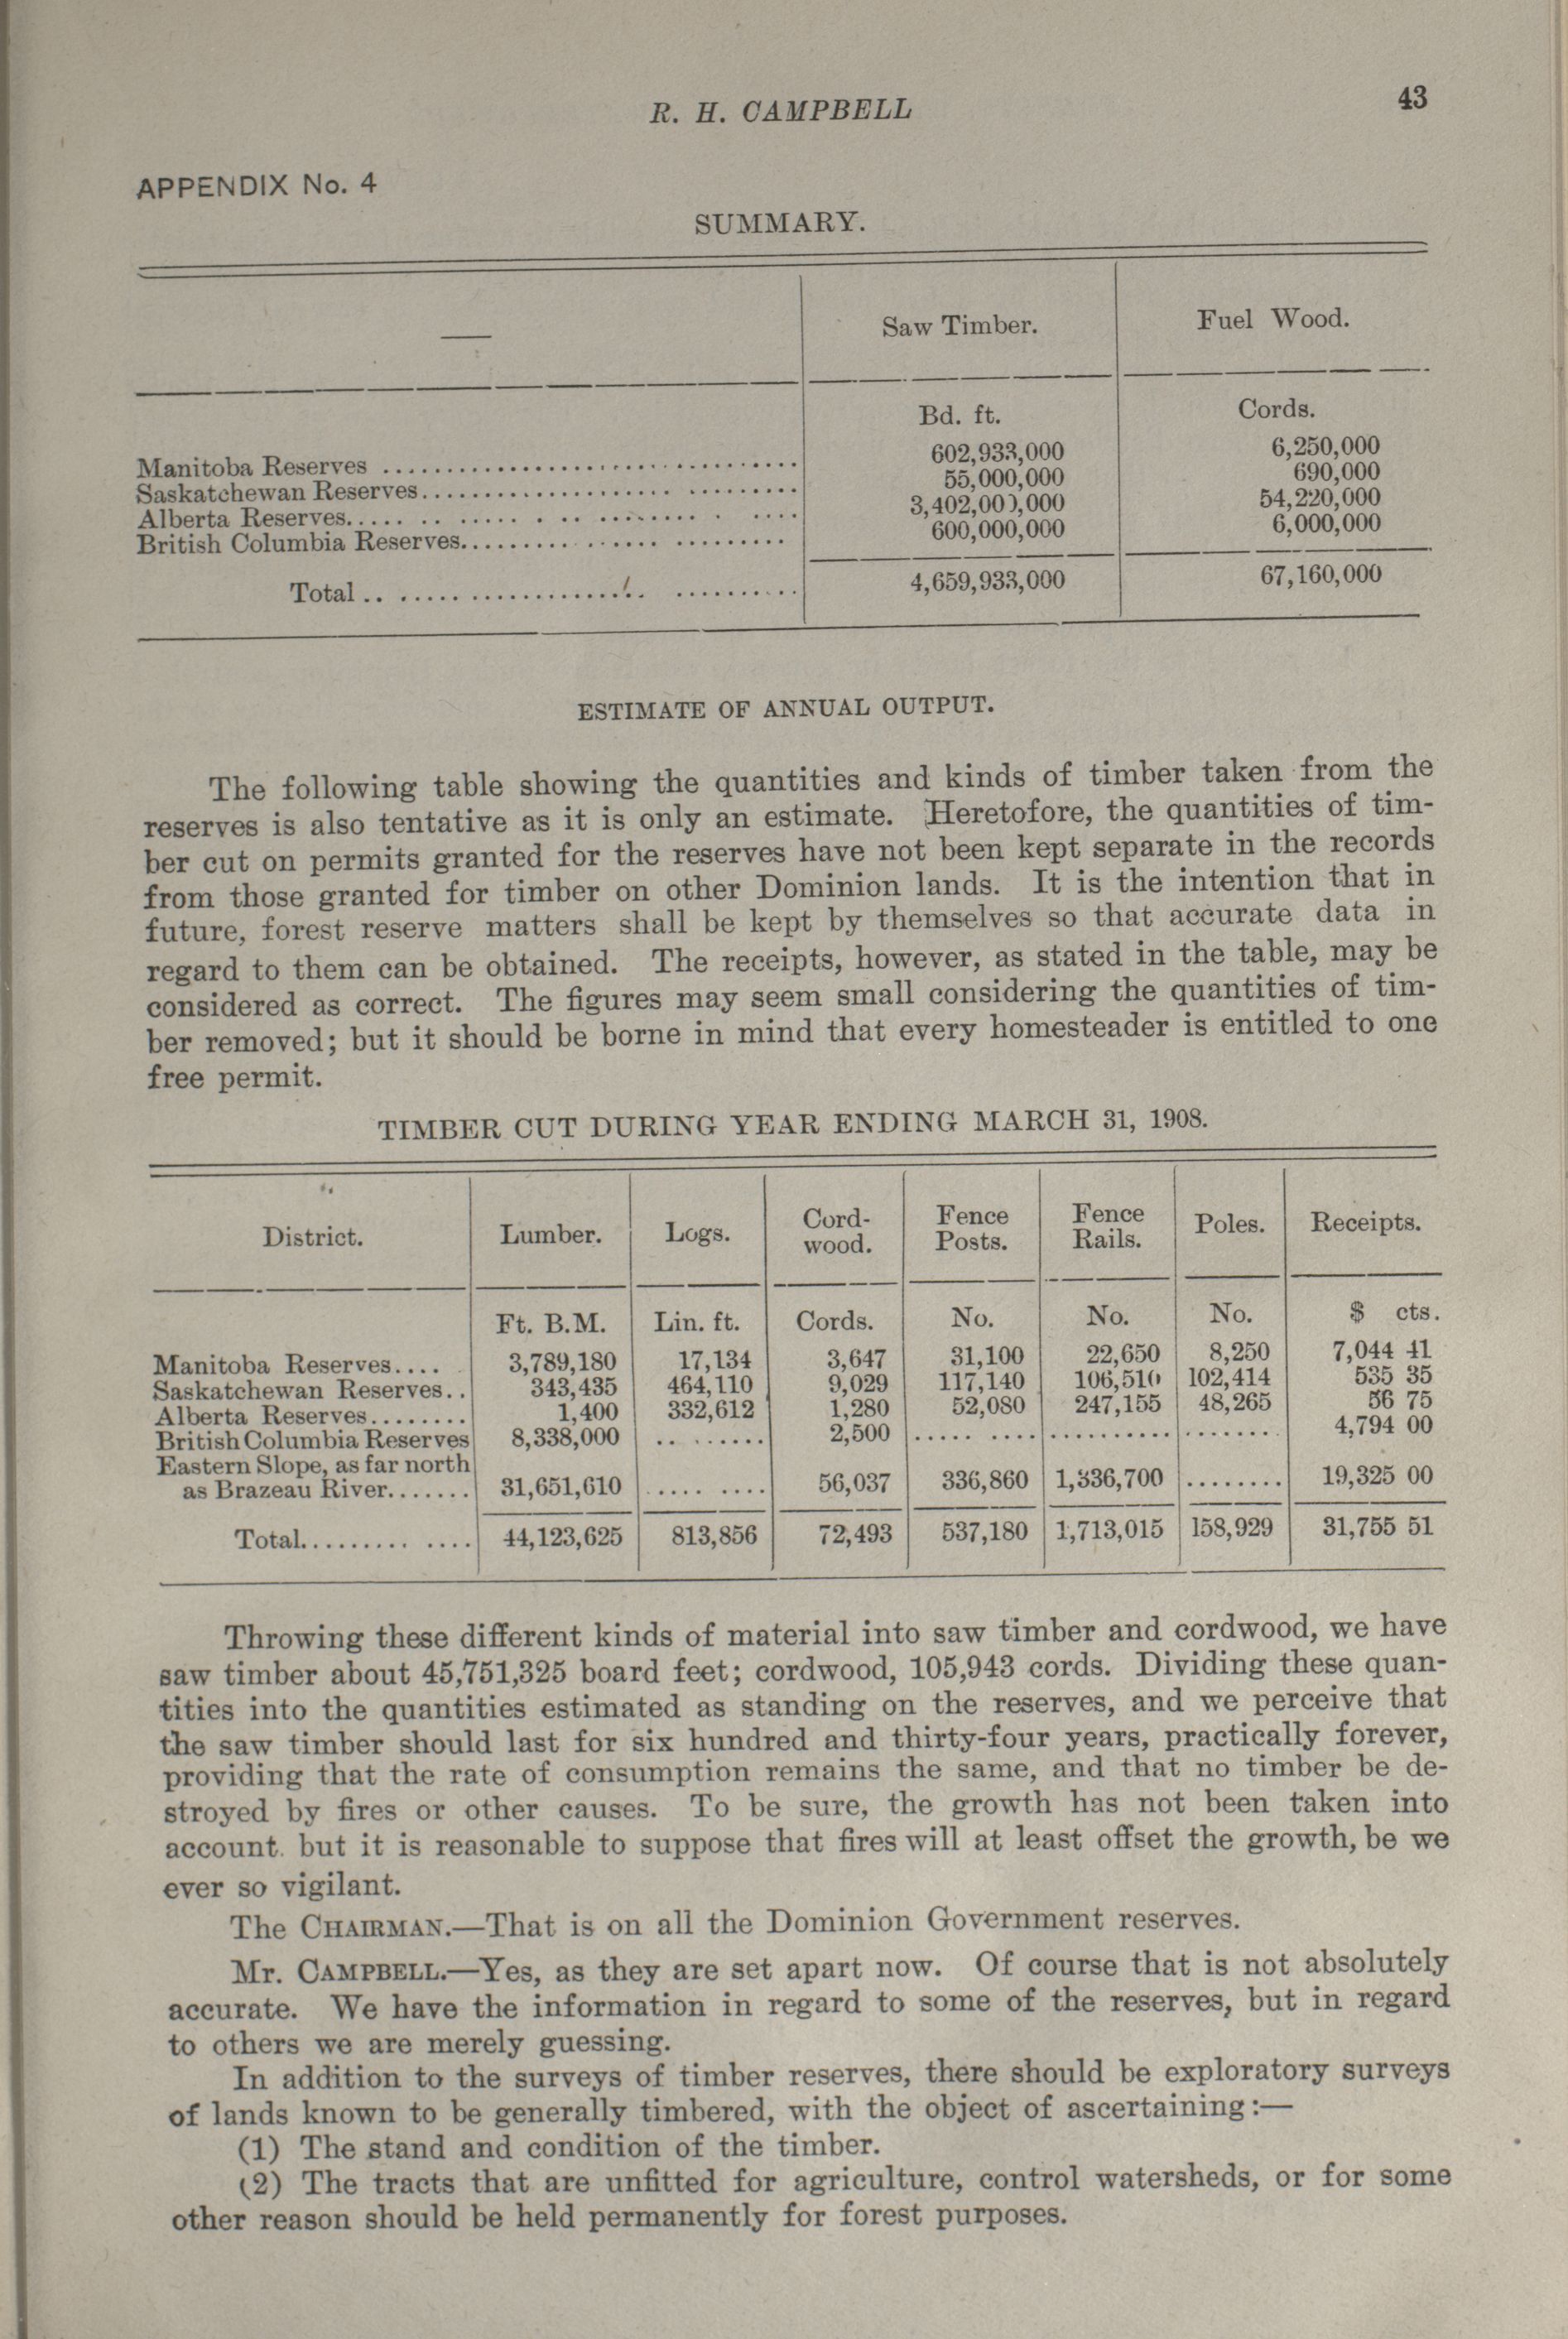 R. H. CAMPBELL 43
APPENDIX No. 4
SUMMARY.
— Saw Timber. Fuel Wood.
Bd. ft. Cords.
Manitoba Reserves .................................... 602,933,000 6,250,000
Saskatchewan Reserves............................... 55,000,000 690,000
Alberta Reserves..................................... 3,402,000,000 54,220,000
British Columbia Reserves............................ 600,000,000 6,000,000
Total................................... 4,659,933,000 67,160,000
ESTIMATE OF ANNUAL OUTPUT.
The following table showing the quantities and kinds of timber taken from the
reserves is also tentative as it is only an estimate. Heretofore, the quantities of tim-
ber cut on permits granted for the reserves have not been kept separate in the records
from those granted for timber on other Dominion lands. It is the intention that in
future, forest reserve matters shall be kept by themselves so that accurate data in
regard to them can be obtained. The receipts, however, as stated in the table, may be
considered as correct. The figures may seem small considering the quantities of tim-
ber removed; but it should be borne in mind that every homesteader is entitled to one
free permit.
TIMBER CUT DURING YEAR ENDING MARCH 31, 1908.
District. Lumber. Logs. Cord- Fence Fence Poles. Receipts.
wood. Posts. Rails.
Ft. B.M. Lin. ft. Cords. No. No. No. $ cts.
Manitoba Reserves.... 3,789,180 17,134 3,647 31,100 22,650 8,250 7,044 41
Saskatchewan Reserves.. 343,435 464,110 9,029 117,140 106,510 102,414 535 35
Alberta Reserves........ 1,400 332,612 1,280 52,080 247,155 48,265 56 75
British Columbia Reserves 8,338,000 ........ 2,500 ......... .......... ........ 4,794 00
Eastern Slope, as far north
as Brazeau River....... 31,651,610 ......... 56,037 336,860 1,336,700 ........ 19,325 00
Total............. 44,123,625 813,856 72,493 537,180 1,713,015 158,929 31,755 51
Throwing these different kinds of material into saw timber and cordwood, we have
saw timber about 45,751,325 board feet; cordwood, 105,943 cords. Dividing these quan-
tities into the quantities estimated as standing on the reserves, and we perceive that
the saw timber should last for six hundred and thirty-four years, practically forever,
providing that the rate of consumption remains the same, and that no timber be de-
stroyed by fires or other causes. To be sure, the growth has not been taken into
account. but it is reasonable to suppose that fires will at least offset the growth, be we
ever so vigilant.
The CHAIRMAN.—That is on all the Dominion Government reserves.
Mr. CAMPBELL.—Yes, as they are set apart now. Of course that is not absolutely
accurate. We have the information in regard to some of the reserves, but in regard
to others we are merely guessing.
In addition to the surveys of timber reserves, there should be exploratory surveys
of lands known to be generally timbered, with the object of ascertaining:—
(1) The stand and condition of the timber.
(2) The tracts that are unfitted for agriculture, control watersheds, or for some
other reason should be held permanently for forest purposes.